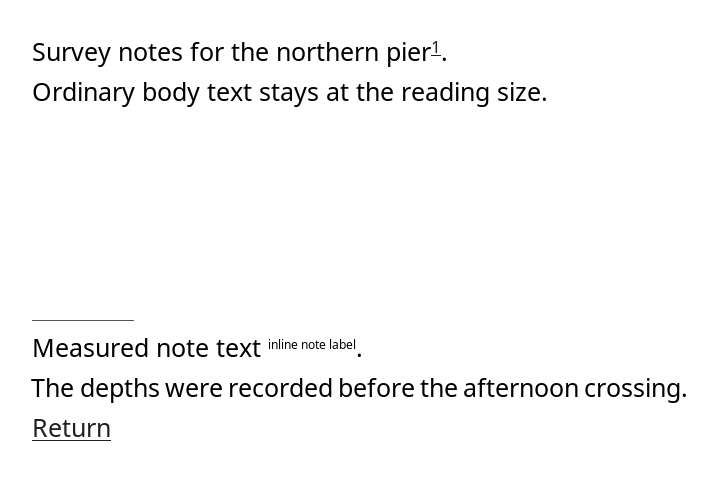 Survey notes for the northern pier1.
Ordinary body text stays at the reading size.
Measured note text inline note label.
The depths were recorded before the afternoon crossing.
Return